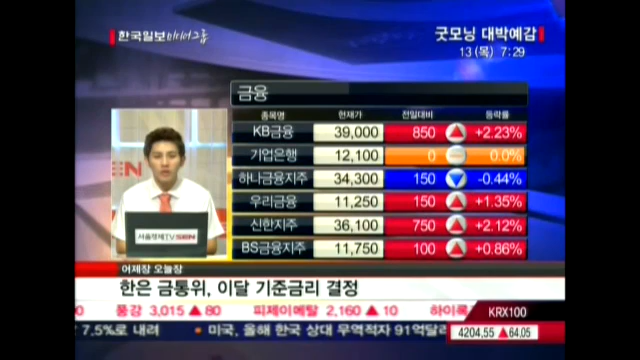 한국일보 미디어그룹
굿모닝 대박예감
13(목) 7:29
금융
종목명 현재가 전일대비 등락률
KB금융 39,000 850 ▲ +2.23%
기업은행 12,100 0 0.0%
하나금융지주 34,300 150 ▼ -0.44%
우리금융 11,250 150 ▲ +1.35%
신한지주 36,100 750 ▲ +2.12%
BS금융지주 11,750 100 ▲ +0.86%
SEN
서울경제TV SEN
어제장 오늘장
한은 금통위, 이달 기준금리 결정
% 풍강 3,015 ▲ 80 피제이메탈 2,160 ▲ 10 하이록
KRX100
7.5%로 내려 • 미국, 올해 한국 상대 무역적자 91억달러
4204.55 ▲64.05